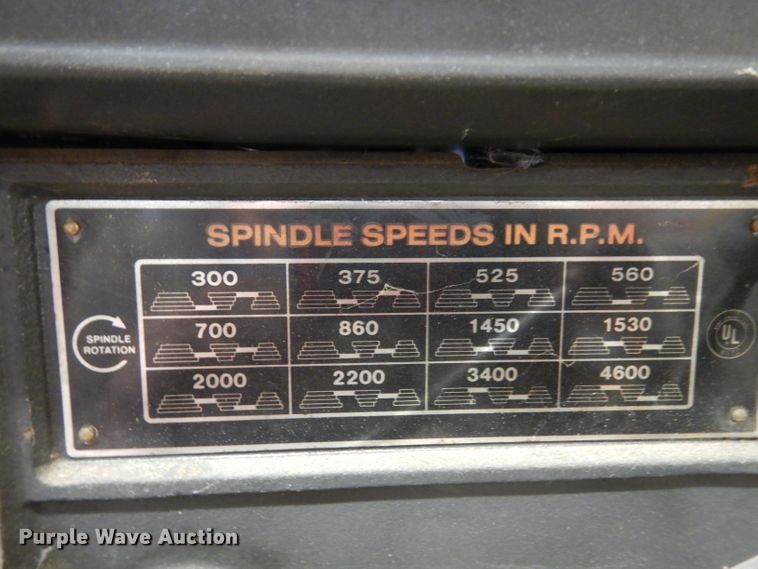 SPINDLE SPEEDS IN R.P.M.
300 375 525 560
SPINDLE
ROTATION
700 860 1450 1530
UL
2000 2200 3400 4600
Purple Wave Auction